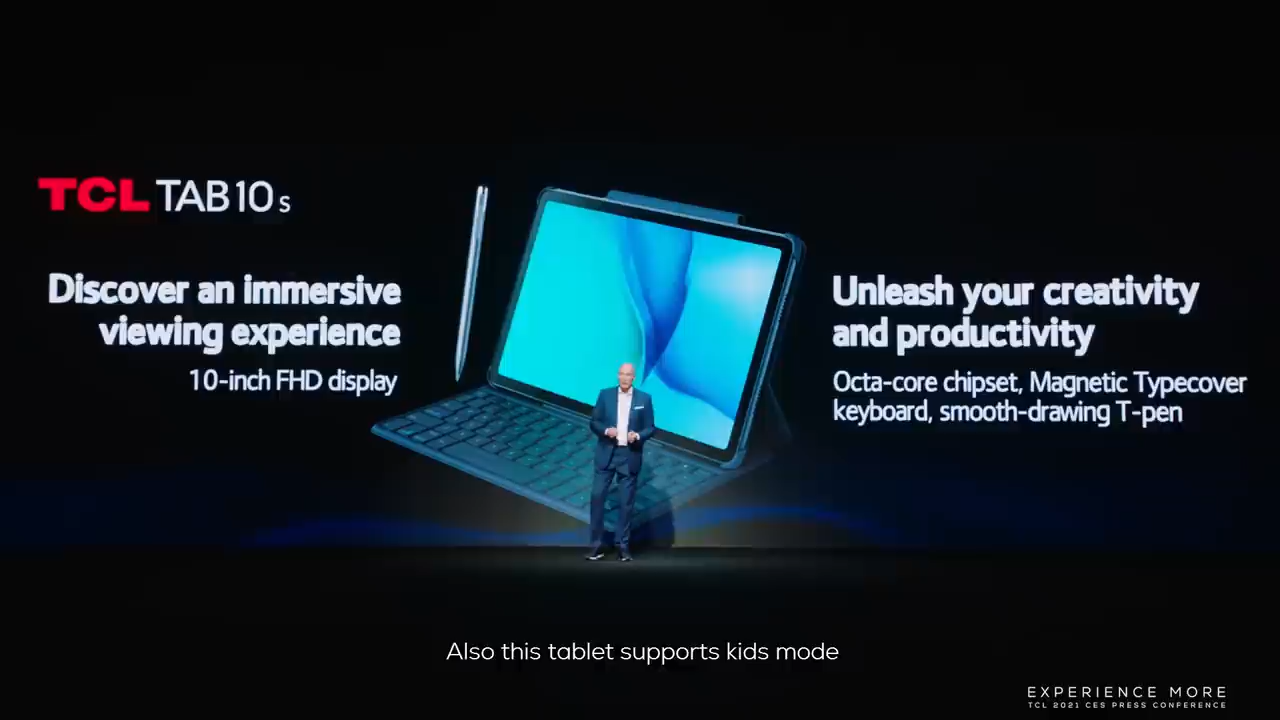 TCL TAB 10 s
Discover an immersive
viewing experience
10-inch FHD display
Unleash your creativity
and productivity
Octa-core chipset, Magnetic Typecover
keyboard, smooth-drawing T-pen
Also this tablet supports kids mode
EXPERIENCE MORE
TCL 2021 CES PRESS CONFERENCE